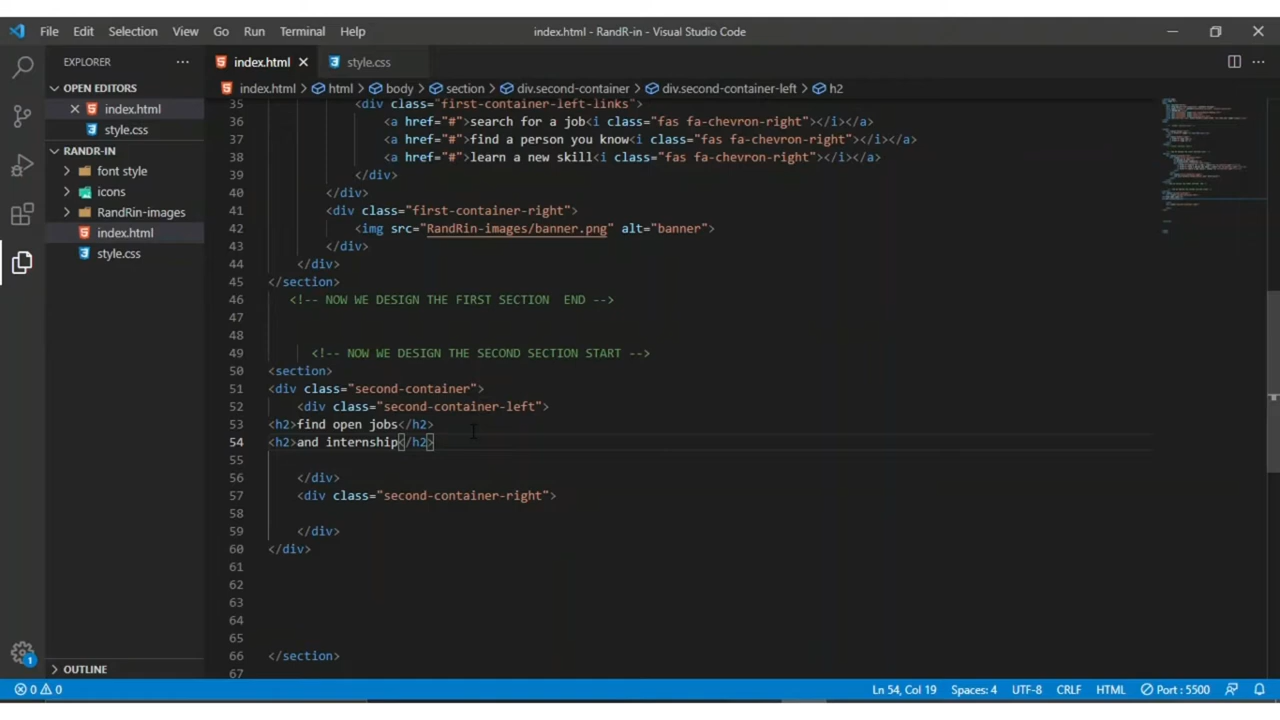 File Edit Selection View Go Run Terminal Help
index.html - RandR-in - Visual Studio Code
EXPLORER
OPEN EDITORS
index.html
style.css
RANDR-IN
font style
icons
RandRin-images
index.html
style.css
OUTLINE
index.html
style.css
index.html > html > body > section > div.second-container > div.second-container-left > h2
35 <div class="first-container-left-links">
36 <a href="#">search for a job<i class="fas fa-chevron-right"></i></a>
37 <a href="#">find a person you know<i class="fas fa-chevron-right"></i></a>
38 <a href="#">learn a new skill<i class="fas fa-chevron-right"></i></a>
39 </div>
40 </div>
41 <div class="first-container-right">
42 <img src="RandRin-images/banner.png" alt="banner">
43 </div>
44 </div>
45 </section>
46 <!-- NOW WE DESIGN THE FIRST SECTION  END -->
47
48
49 <!-- NOW WE DESIGN THE SECOND SECTION START -->
50 <section>
51 <div class="second-container">
52 <div class="second-container-left">
53 <h2>find open jobs</h2>
54 <h2>and internship</h2>
55
56 </div>
57 <div class="second-container-right">
58
59 </div>
60 </div>
61
62
63
64
65
66 </section>
67
1
0 0 Ln 54, Col 19 Spaces: 4 UTF-8 CRLF HTML Port : 5500